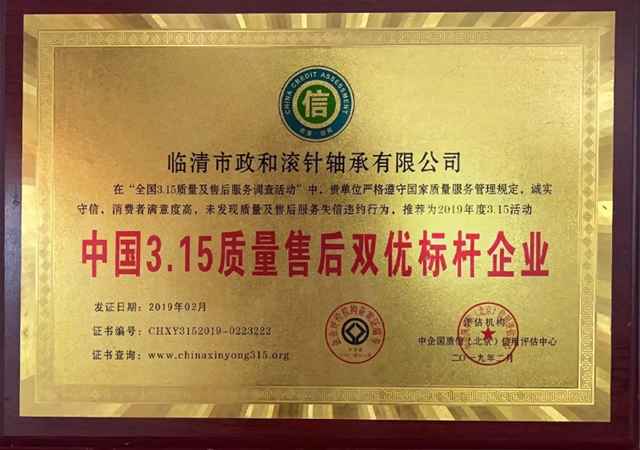 CHINA CREDIT ASSESSMENT
信
临清市政和滚针轴承有限公司
在“全国3.15质量及售后服务调查活动”中，贵单位严格遵守国家质量服务管理规定，诚实
守信，消费者满意度高，未发现质量及售后服务失信违约行为，推荐为2019年度3.15活动
中国3.15质量售后双优标杆企业
发证日期：2019年02月
证书编号：CHXY3152019-0223222
证书查询：www.chinaxinyong315.org
评估机构
中企国质信（北京）信用评估中心
二〇一九年二月